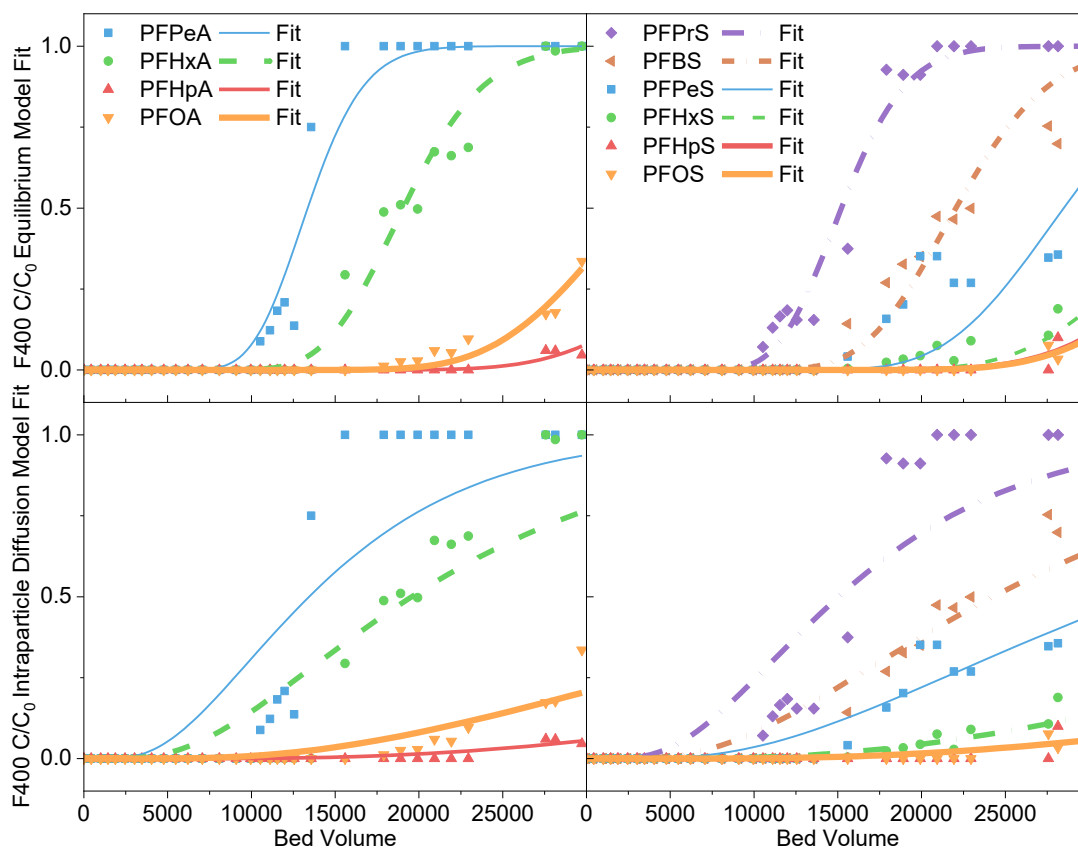 F400 C/C0 Equilibrium Model Fit
1.0
0.5
0.0
PFPeA Fit
PFHxA Fit
PFHpA Fit
PFOA Fit
PFPrS Fit
PFBS Fit
PFPeS Fit
PFHxS Fit
PFHpS Fit
PFOS Fit
F400 C/C0 Intraparticle Diffusion Model Fit
1.0
0.5
0.0
0 5000 10000 15000 20000 25000 0 5000 10000 15000 20000 25000
Bed Volume Bed Volume